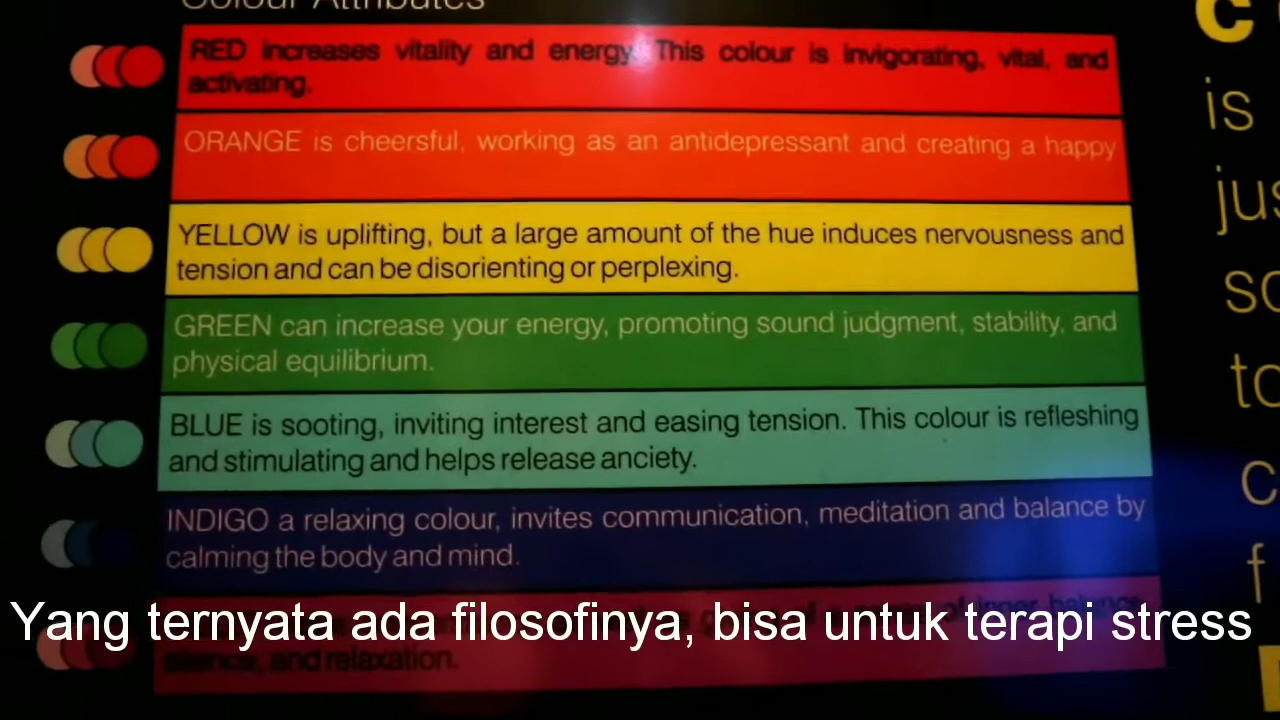 Colour Attributes
RED increases vitality and energy. This colour is invigorating, vital, and
activating.
ORANGE is cheersful, working as an antidepressant and creating a happy
YELLOW is uplifting, but a large amount of the hue induces nervousness and
tension and can be disorienting or perplexing.
GREEN can increase your energy, promoting sound judgment, stability, and
physical equilibrium.
BLUE is sooting, inviting interest and easing tension. This colour is refleshing
and stimulating and helps release anciety.
INDIGO a relaxing colour, invites communication, meditation and balance by
calming the body and mind.
of inner balance,
silence, and relaxation.
Yang ternyata ada filosofinya, bisa untuk terapi stress
is